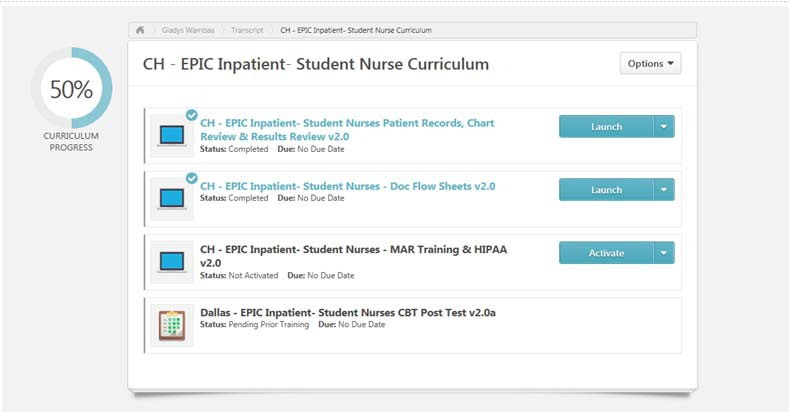 Gladys Wambaa Transcript CH - EPIC Inpatient- Student Nurse Curriculum
50%
CURRICULUM
PROGRESS
CH - EPIC Inpatient- Student Nurse Curriculum
Options
CH - EPIC Inpatient- Student Nurses Patient Records, Chart
Review & Results Review v2.0
Status: Completed Due: No Due Date
Launch
CH - EPIC Inpatient- Student Nurses - Doc Flow Sheets v2.0
Status: Completed Due: No Due Date
Launch
CH - EPIC Inpatient- Student Nurses - MAR Training & HIPAA
v2.0
Status: Not Activated Due: No Due Date
Activate
Dallas - EPIC Inpatient- Student Nurses CBT Post Test v2.0a
Status: Pending Prior Training Due: No Due Date